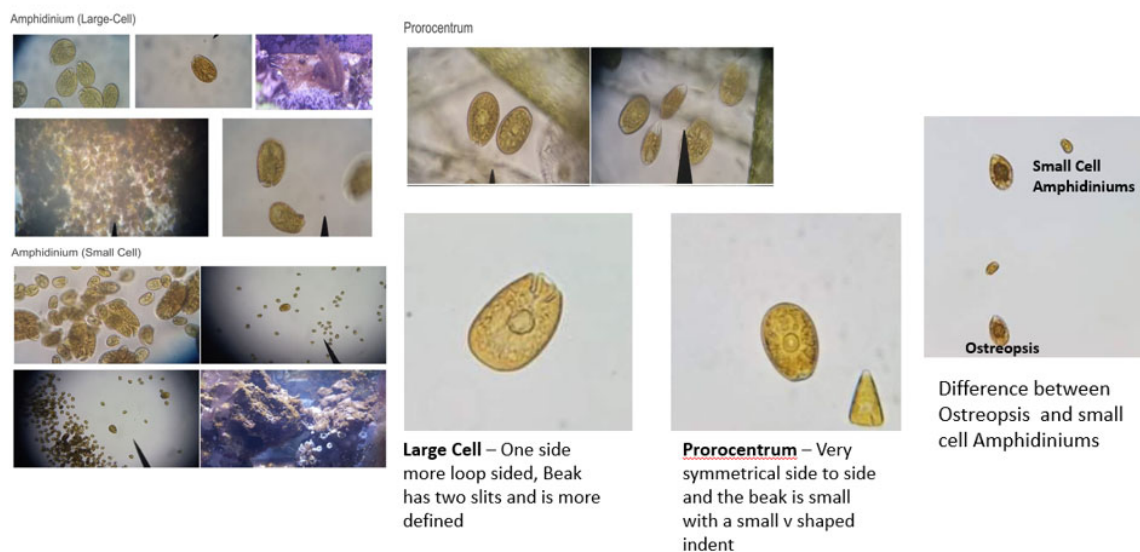 Amphidinium (Large-Cell)
Amphidinium (Small Cell)
Prorocentrum
Large Cell – One side
more loop sided, Beak
has two slits and is more
defined
Prorocentrum – Very
symmetrical side to side
and the beak is small
with a small v shaped
indent
Small Cell
Amphidiniums
Ostreopsis
Difference between
Ostreopsis and small
cell Amphidiniums